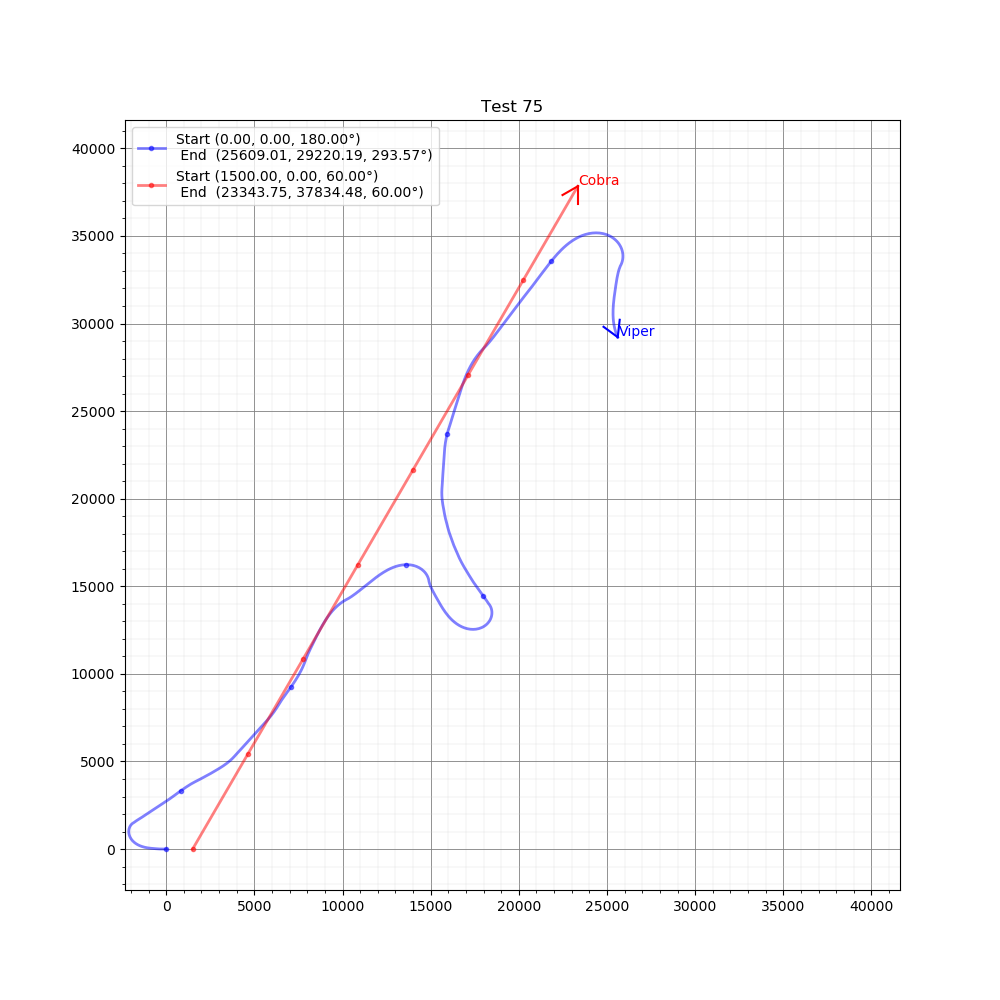 Test 75
Start (0.00, 0.00, 180.00°)
End  (25609.01, 29220.19, 293.57°)
Start (1500.00, 0.00, 60.00°)
End  (23343.75, 37834.48, 60.00°)
Cobra
Viper
40000
35000
30000
25000
20000
15000
10000
5000
0
0 5000 10000 15000 20000 25000 30000 35000 40000